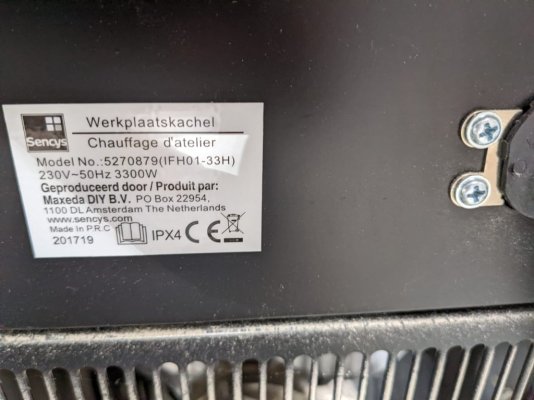 Sencys
Werkplaatskachel
Chauffage d'atelier
Model No.:5270879(IFH01-33H)
230V~50Hz 3300W
Geproduceerd door / Produit par:
Maxeda DIY B.V. PO Box 22954,
1100 DL Amsterdam The Netherlands
www.sencys.com
Made In P.R.C
201719
IPX4 CE